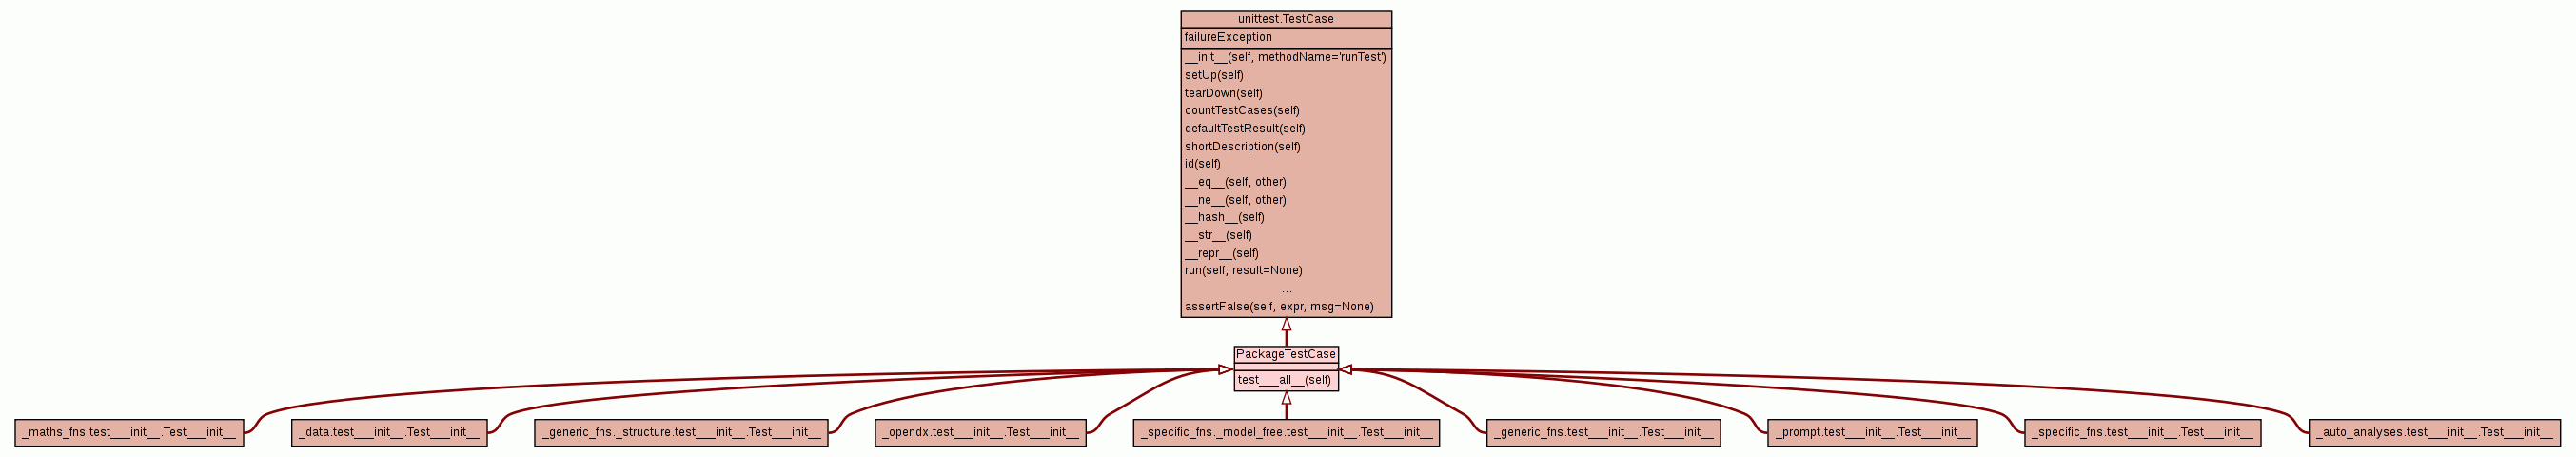 unittest.TestCase
failureException
__init__(self, methodName='runTest')
setUp(self)
tearDown(self)
countTestCases(self)
defaultTestResult(self)
shortDescription(self)
id(self)
__eq__(self, other)
__ne__(self, other)
__hash__(self)
__str__(self)
__repr__(self)
run(self, result=None)
...
assertFalse(self, expr, msg=None)
PackageTestCase
test___all__(self)
_maths_fns.test___init__.Test___init__
_data.test___init__.Test___init__
_generic_fns._structure.test___init__.Test___init__
_opendx.test___init__.Test___init__
_specific_fns._model_free.test___init__.Test___init__
_generic_fns.test___init__.Test___init__
_prompt.test___init__.Test___init__
_specific_fns.test___init__.Test___init__
_auto_analyses.test___init__.Test___init__